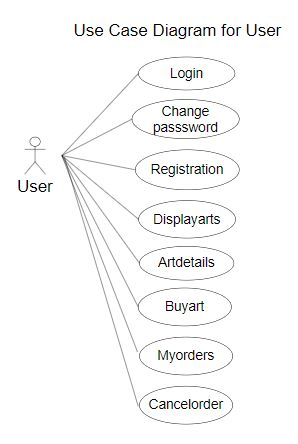 Use Case Diagram for User
Login
Change
passsword
User
Registration
Displayarts
Artdetails
Buyart
Myorders
Cancelorder